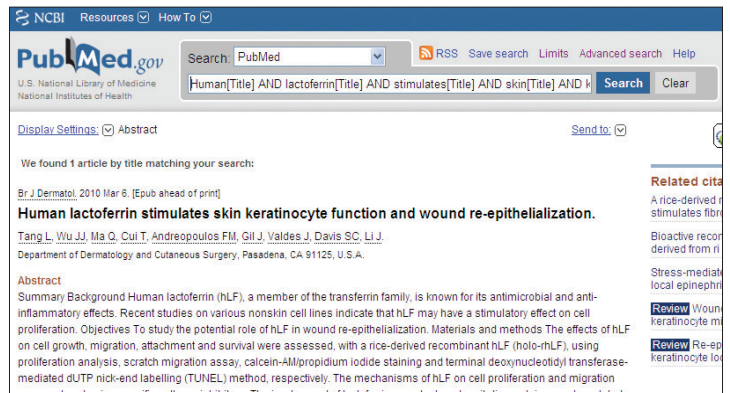 NCBI Resources How To
PubMed.gov
U.S. National Library of Medicine
National Institutes of Health
Search: PubMed
RSS Save search Limits Advanced search Help
Human[Title] AND lactoferrin[Title] AND stimulates[Title] AND skin[Title] AND
Search Clear
Display Settings: Abstract
Send to:
We found 1 article by title matching your search:
Br J Dermatol. 2010 Mar 6. [Epub ahead of print]
Human lactoferrin stimulates skin keratinocyte function and wound re-epithelialization.
Tang L, Wu JJ, Ma Q, Cui T, Andreopoulos FM, Gil J, Valdes J, Davis SC, Li J.
Department of Dermatology and Cutaneous Surgery, Pasadena, CA 91125, U.S.A.
Abstract
Summary Background Human lactoferrin (hLF), a member of the transferrin family, is known for its antimicrobial and anti-
inflammatory effects. Recent studies on various nonskin cell lines indicate that hLF may have a stimulatory effect on cell
proliferation. Objectives To study the potential role of hLF in wound re-epithelialization. Materials and methods The effects of hLF
on cell growth, migration, attachment and survival were assessed, with a rice-derived recombinant hLF (holo-rhLF), using
proliferation analysis, scratch migration assay, calcein-AM/propidium iodide staining and terminal deoxynucleotidyl transferase-
mediated dUTP nick-end labelling (TUNEL) method, respectively. The mechanisms of hLF on cell proliferation and migration
Related cita
A rice-derived r
stimulates fibro
Bioactive recor
derived from ri
Stress-mediate
local epinephri
Review Woun
keratinocyte mi
Review Re-ep
keratinocyte loc